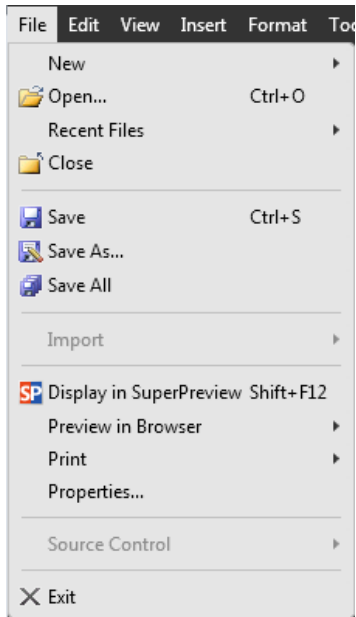 File Edit View Insert Format Too
New
Open... Ctrl+O
Recent Files
Close
Save Ctrl+S
Save As...
Save All
Import
SP Display in SuperPreview Shift+F12
Preview in Browser
Print
Properties...
Source Control
Exit